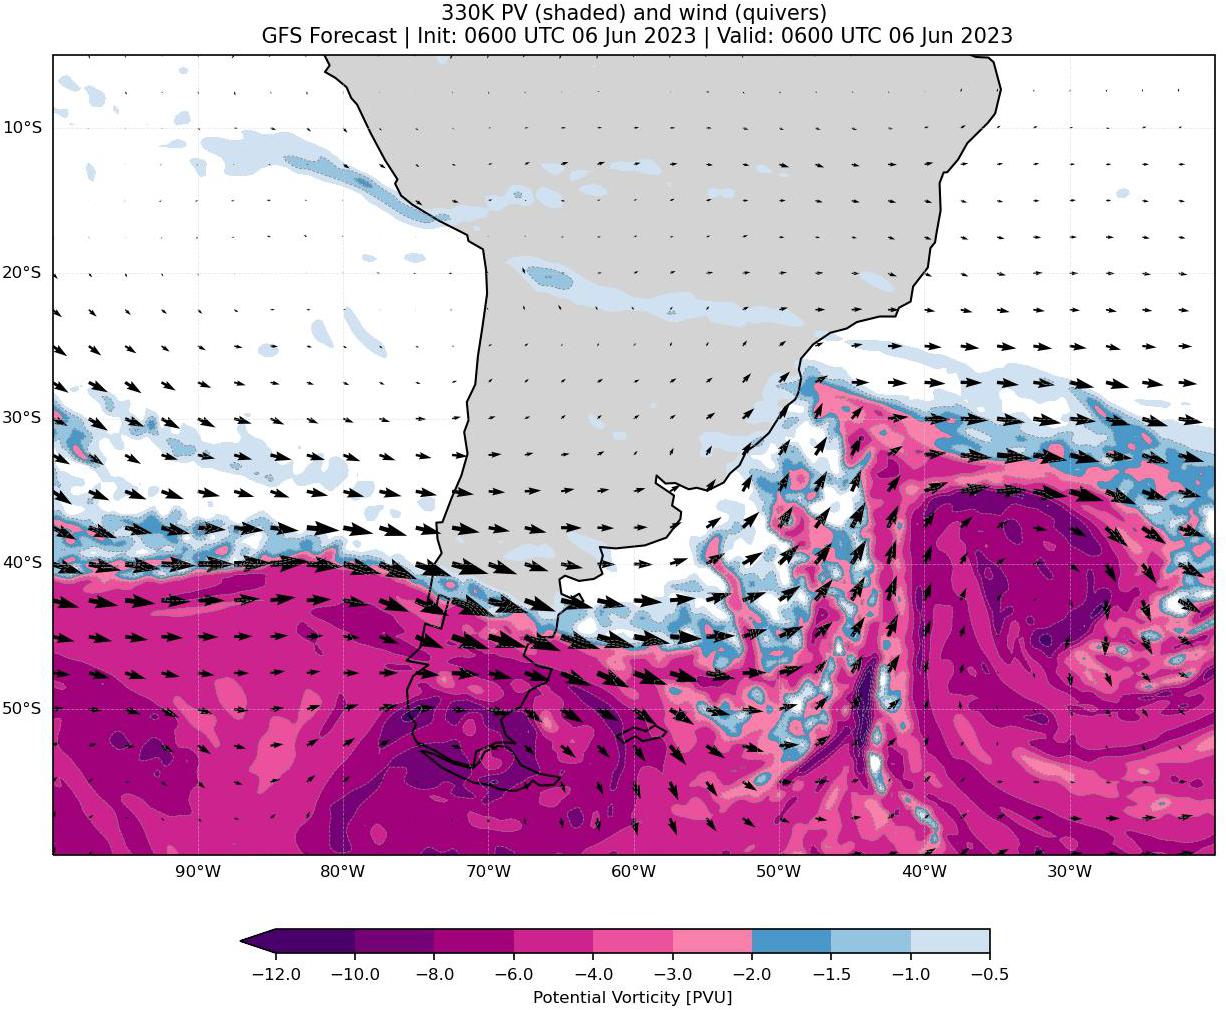 330K PV (shaded) and wind (quivers)
GFS Forecast | Init: 0600 UTC 06 Jun 2023 | Valid: 0600 UTC 06 Jun 2023
10°S
20°S
30°S
40°S
50°S
90°W 80°W 70°W 60°W 50°W 40°W 30°W
−12.0 −10.0 −8.0 −6.0 −4.0 −3.0 −2.0 −1.5 −1.0 −0.5
Potential Vorticity [PVU]